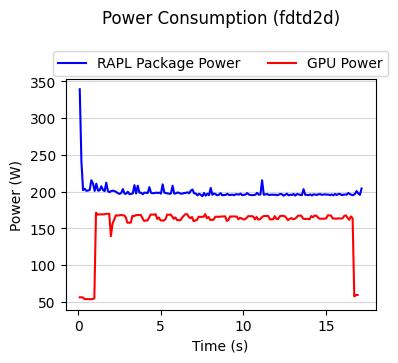 Power Consumption (fdtd2d)
RAPL Package Power
GPU Power
Power (W)
350
300
250
200
150
100
50
0
5
10
15
Time (s)